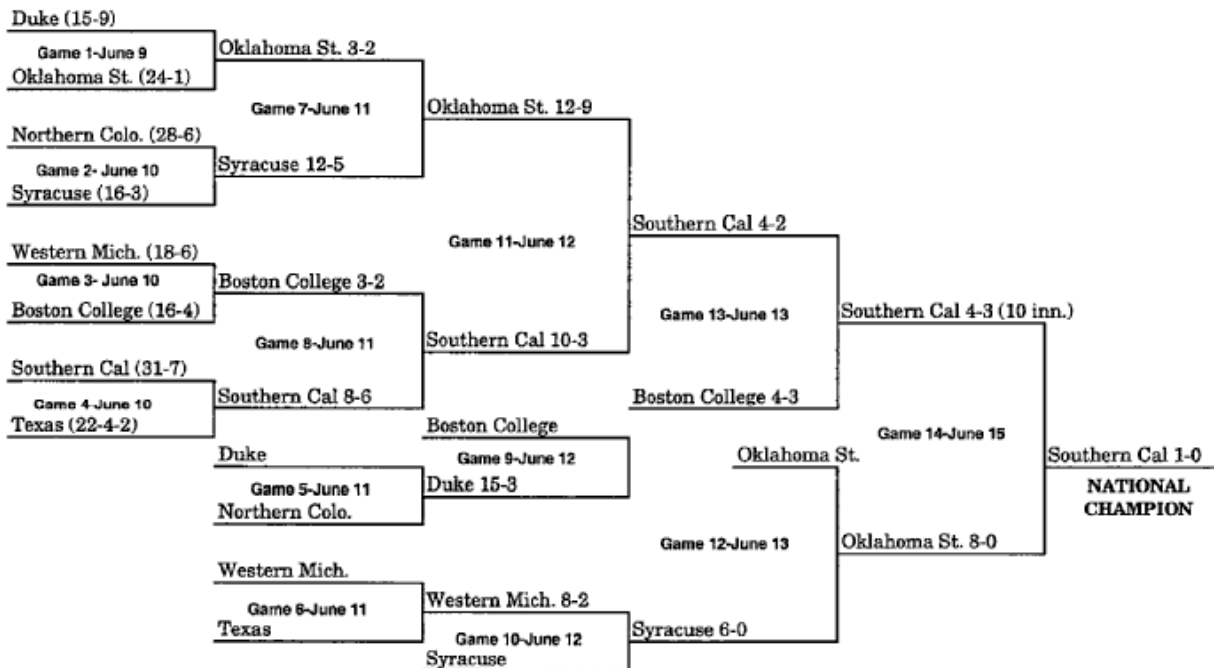 Duke (15-9)
Game 1-June 9
Oklahoma St. (24-1)
Oklahoma St. 3-2
Game 7-June 11
Northern Colo. (28-6)
Game 2- June 10
Syracuse (16-3)
Syracuse 12-5
Oklahoma St. 12-9
Game 11-June 12
Western Mich. (18-6)
Game 3- June 10
Boston College (16-4)
Boston College 3-2
Game 8-June 11
Southern Cal (31-7)
Game 4-June 10
Texas (22-4-2)
Southern Cal 8-6
Southern Cal 10-3
Southern Cal 4-2
Game 13-June 13
Boston College 4-3
Southern Cal 4-3 (10 inn.)
Boston College
Game 9-June 12
Duke 15-3
Duke
Game 5-June 11
Northern Colo.
Game 14-June 15
Oklahoma St.
Game 12-June 13
Oklahoma St. 8-0
Southern Cal 1-0
NATIONAL
CHAMPION
Western Mich.
Game 6-June 11
Texas
Western Mich. 8-2
Game 10-June 12
Syracuse
Syracuse 6-0